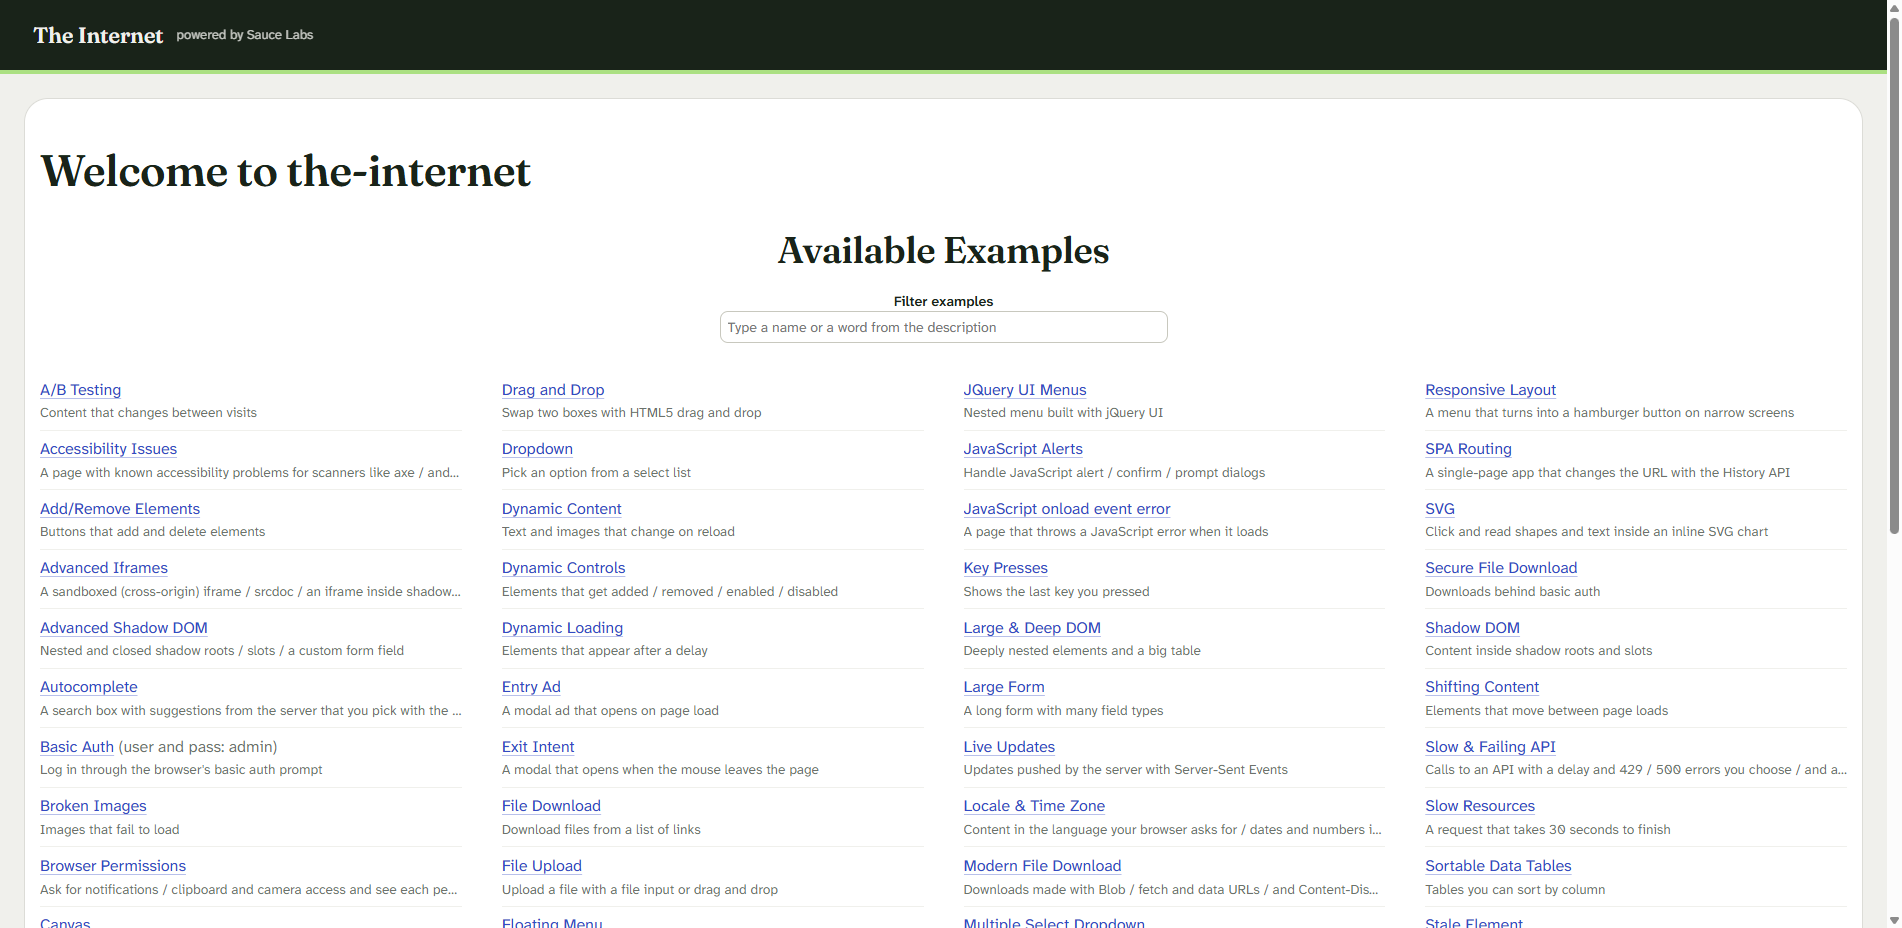 The Internet powered by Sauce Labs
Welcome to the-internet
Available Examples
Filter examples
Type a name or a word from the description
A/B Testing
Content that changes between visits
Accessibility Issues
A page with known accessibility problems for scanners like axe / and...
Add/Remove Elements
Buttons that add and delete elements
Advanced Iframes
A sandboxed (cross-origin) iframe / srcdoc / an iframe inside shadow...
Advanced Shadow DOM
Nested and closed shadow roots / slots / a custom form field
Autocomplete
A search box with suggestions from the server that you pick with the ...
Basic Auth (user and pass: admin)
Log in through the browser's basic auth prompt
Broken Images
Images that fail to load
Browser Permissions
Ask for notifications / clipboard and camera access and see each pe...
Canvas
Drag and Drop
Swap two boxes with HTML5 drag and drop
Dropdown
Pick an option from a select list
Dynamic Content
Text and images that change on reload
Dynamic Controls
Elements that get added / removed / enabled / disabled
Dynamic Loading
Elements that appear after a delay
Entry Ad
A modal ad that opens on page load
Exit Intent
A modal that opens when the mouse leaves the page
File Download
Download files from a list of links
File Upload
Upload a file with a file input or drag and drop
Floating Menu
JQuery UI Menus
Nested menu built with jQuery UI
JavaScript Alerts
Handle JavaScript alert / confirm / prompt dialogs
JavaScript onload event error
A page that throws a JavaScript error when it loads
Key Presses
Shows the last key you pressed
Large & Deep DOM
Deeply nested elements and a big table
Large Form
A long form with many field types
Live Updates
Updates pushed by the server with Server-Sent Events
Locale & Time Zone
Content in the language your browser asks for / dates and numbers i...
Modern File Download
Downloads made with Blob / fetch and data URLs / and Content-Dis...
Multiple Select Dropdown
Responsive Layout
A menu that turns into a hamburger button on narrow screens
SPA Routing
A single-page app that changes the URL with the History API
SVG
Click and read shapes and text inside an inline SVG chart
Secure File Download
Downloads behind basic auth
Shadow DOM
Content inside shadow roots and slots
Shifting Content
Elements that move between page loads
Slow & Failing API
Calls to an API with a delay and 429 / 500 errors you choose / and a...
Slow Resources
A request that takes 30 seconds to finish
Sortable Data Tables
Tables you can sort by column
Stale Element